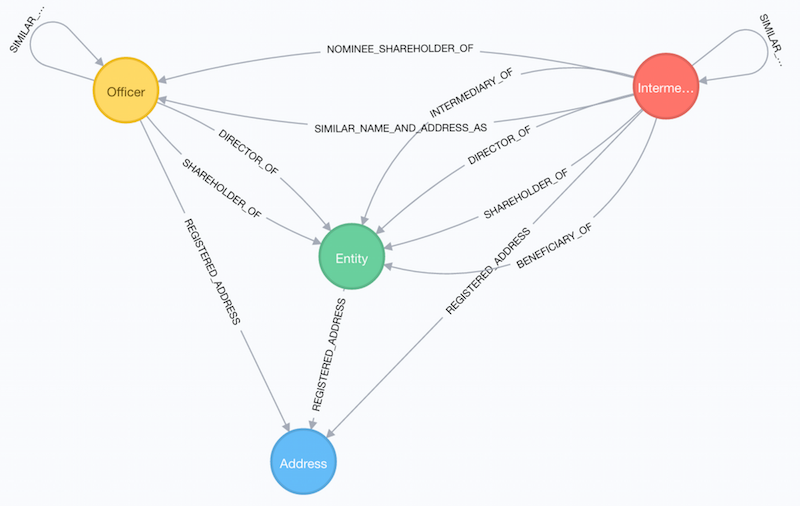 SIMILAR_...
SIMILAR_...
NOMINEE_SHAREHOLDER_OF
Officer
Interme...
INTERMEDIARY_OF
SIMILAR_NAME_AND_ADDRESS_AS
DIRECTOR_OF
DIRECTOR_OF
SHAREHOLDER_OF
SHAREHOLDER_OF
REGISTERED_ADDRESS
BENEFICIARY_OF
Entity
REGISTERED_ADDRESS
REGISTERED_ADDRESS
Address